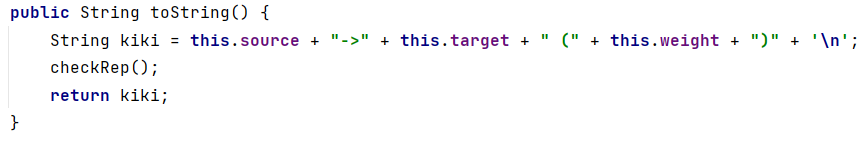 public String toString() {
    String kiki = this.source + "->" + this.target + " (" + this.weight + ")" + '\n';
    checkRep();
    return kiki;
}